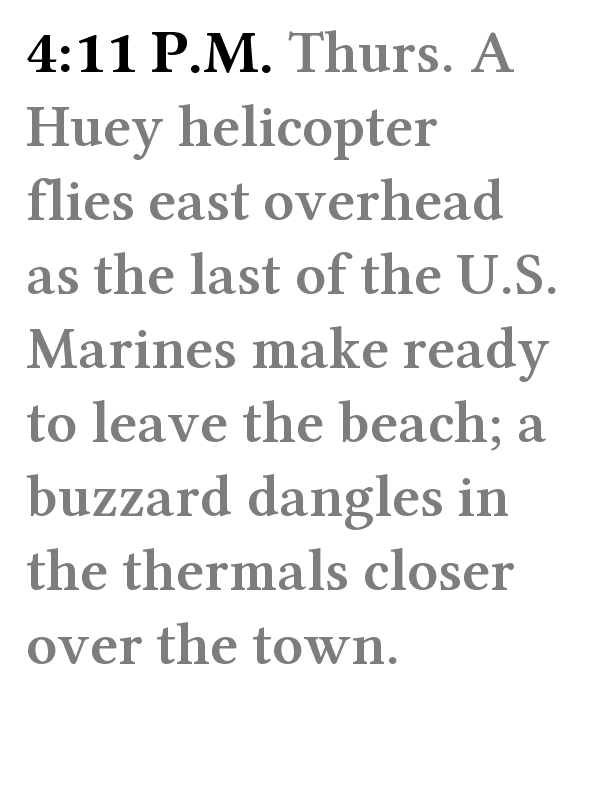 4:11 P.M. Thurs. A
Huey helicopter
flies east overhead
as the last of the U.S.
Marines make ready
to leave the beach; a
buzzard dangles in
the thermals closer
over the town.